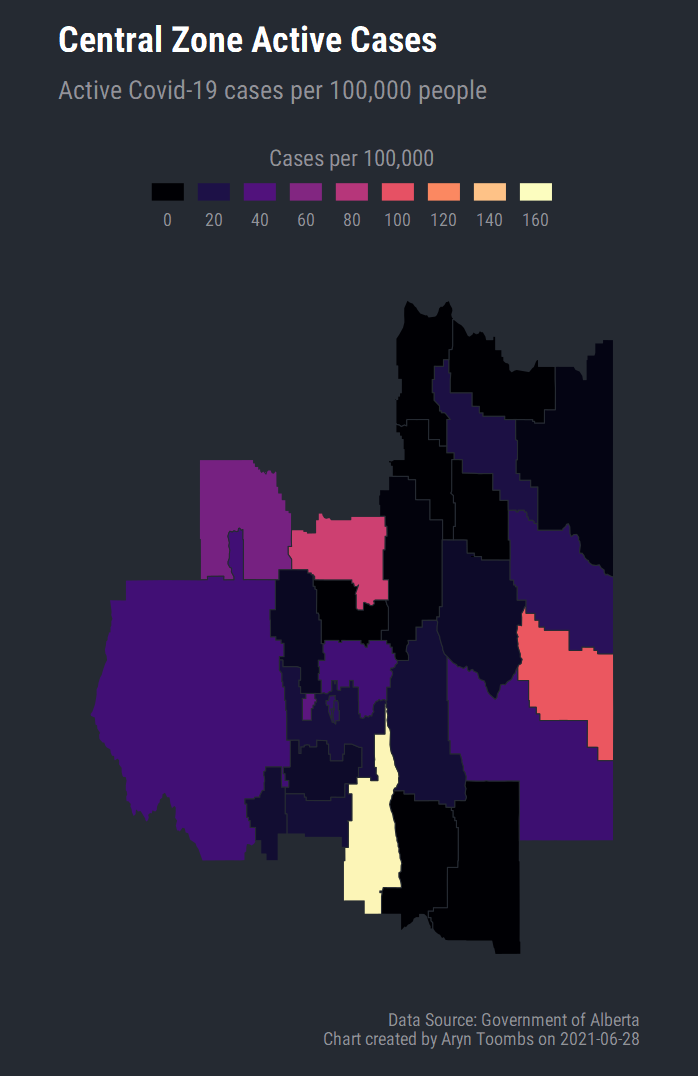 Central Zone Active Cases
Active Covid-19 cases per 100,000 people
Cases per 100,000
0 20 40 60 80 100 120 140 160
Data Source: Government of Alberta
Chart created by Aryn Toombs on 2021-06-28